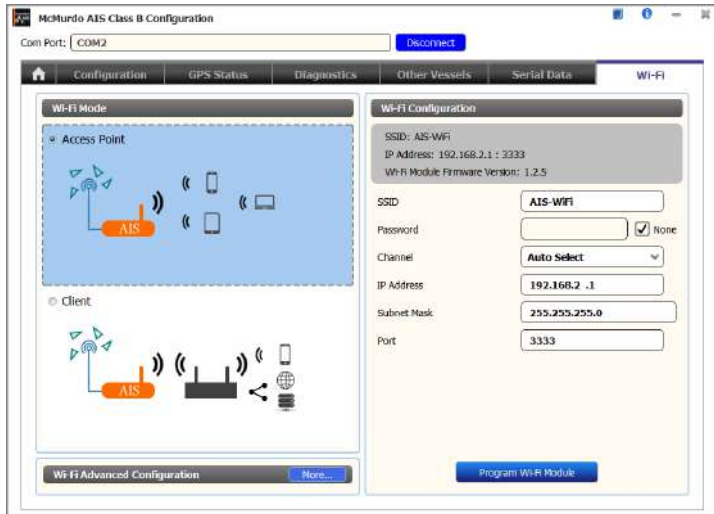 McMurdo AIS Class B Configuration
Com Port: COM2 Disconnect
Configuration GPS Status Diagnostics Other Vessels Serial Data Wi-Fi
Wi-Fi Mode
Access Point
AIS
Client
AIS
Wi-Fi Advanced Configuration More...
Wi-Fi Configuration
SSID: AIS-WiFi
IP Address: 192.168.2.1 : 3333
Wi-Fi Module Firmware Version: 1.2.5
SSID AIS-WiFi
Password None
Channel Auto Select
IP Address 192.168.2 .1
Subnet Mask 255.255.255.0
Port 3333
Program Wi-Fi Module